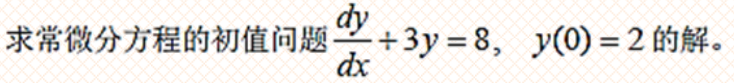 求常微分方程的初值问题 dy/dx + 3y = 8, y(0) = 2 的解。